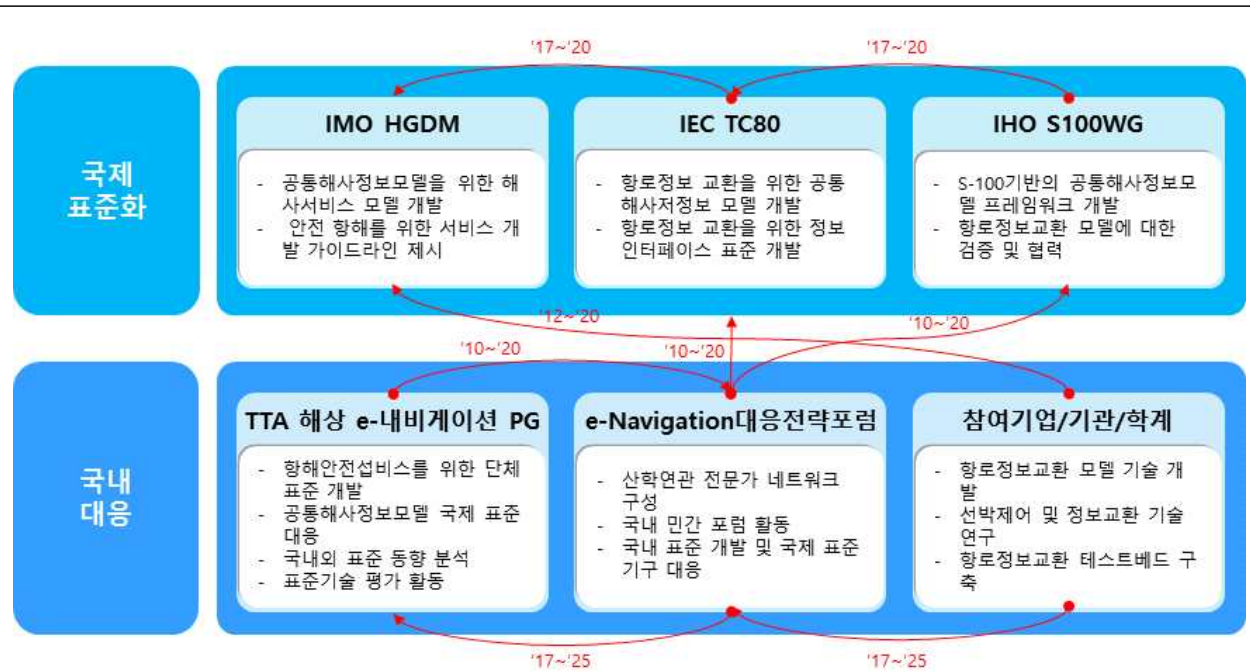 '17~'20
'17~'20
국제
표준화
IMO HGDM
- 공통해사정보모델을 위한 해
사서비스 모델 개발
- 안전 항해를 위한 서비스 개
발 가이드라인 제시
IEC TC80
- 항로정보 교환을 위한 공통
해사저정보 모델 개발
- 항로정보 교환을 위한 정보
인터페이스 표준 개발
IHO S100WG
- S-100기반의 공통해사정보모
델 프레임워크 개발
- 항로정보교환 모델에 대한
검증 및 협력
'12~'20
'10~'20
'10~'20
'10~'20
국내
대응
TTA 해상 e-내비게이션 PG
- 항해안전섭비스를 위한 단체
표준 개발
- 공통해사정보모델 국제 표준
대응
- 국내외 표준 동향 분석
- 표준기술 평가 활동
e-Navigation대응전략포럼
- 산학연관 전문가 네트워크
구성
- 국내 민간 포럼 활동
- 국내 표준 개발 및 국제 표준
기구 대응
참여기업/기관/학계
- 항로정보교환 모델 기술 개
발
- 선박제어 및 정보교환 기술
연구
- 항로정보교환 테스트베드 구
축
'17~'25
'17~'25